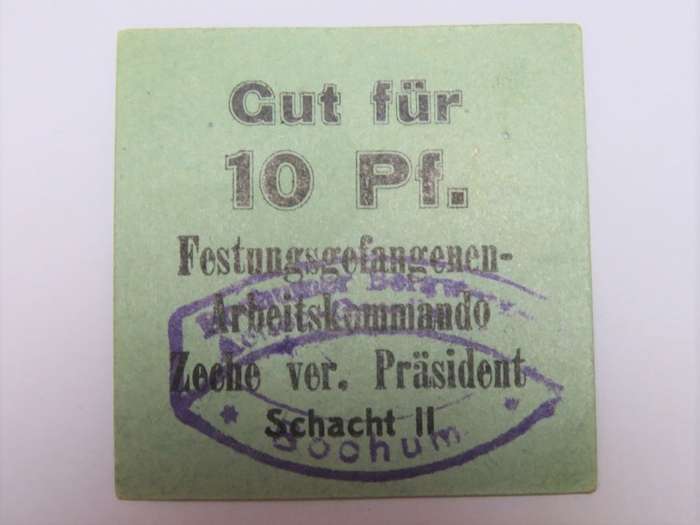 Gut für
10 Pf.
Festungsgefangenen-
Arbeitskommando
Zeche ver. Präsident
Schacht II
Bochum